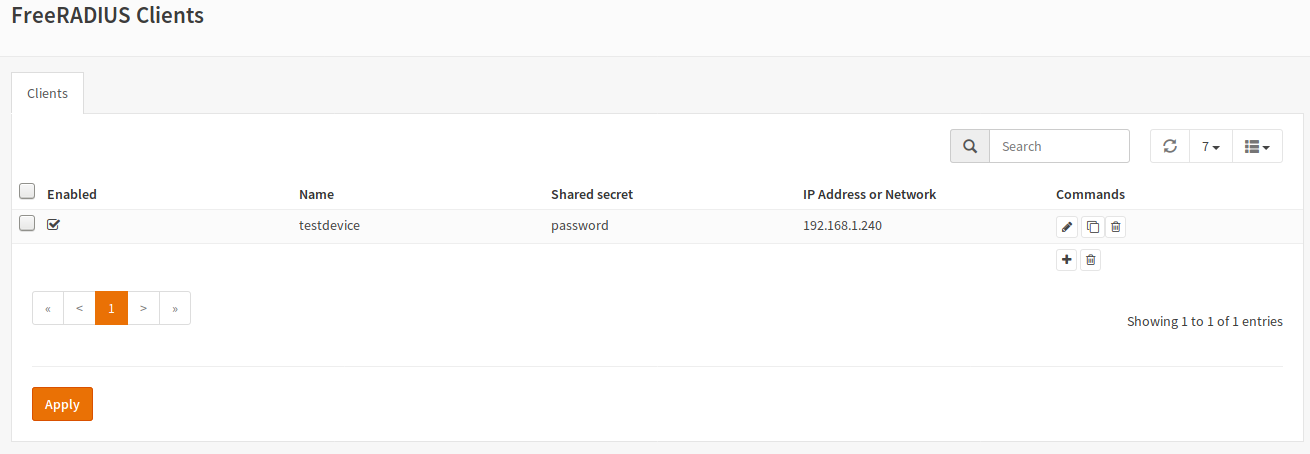 FreeRADIUS Clients
Clients
Search
7
Enabled Name Shared secret IP Address or Network Commands
testdevice password 192.168.1.240
« < 1 > »
Showing 1 to 1 of 1 entries
Apply